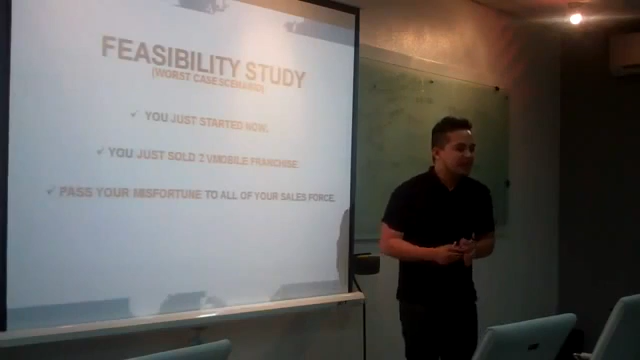 FEASIBILITY STUDY
(WORST CASE SCENARIO)
✓ YOU JUST STARTED NOW.
✓ YOU JUST SOLD 2 VMOBILE FRANCHISE.
✓ PASS YOUR MISFORTUNE TO ALL OF YOUR SALES FORCE.